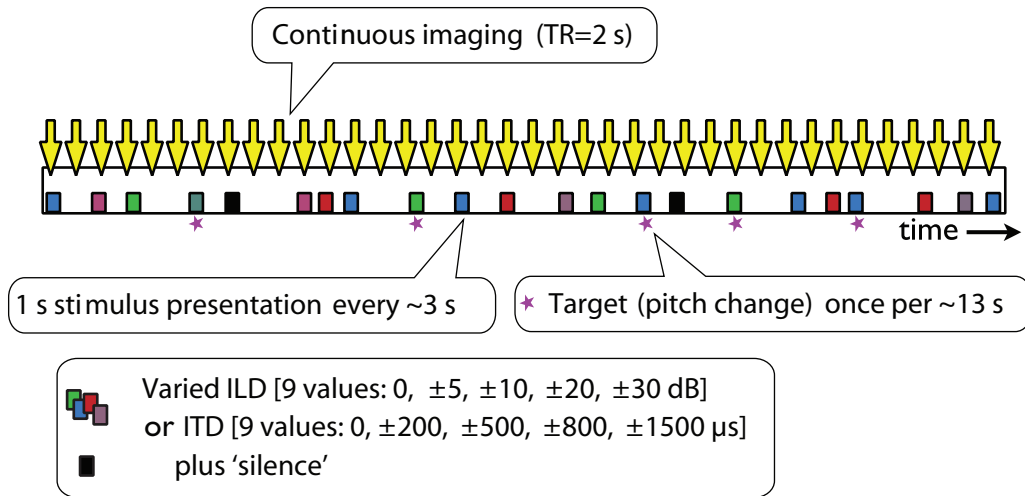 Continuous imaging (TR=2 s)
time
1 s stimulus presentation every ~3 s
Target (pitch change) once per ~13 s
Varied ILD [9 values: 0, ±5, ±10, ±20, ±30 dB]
or ITD [9 values: 0, ±200, ±500, ±800, ±1500 µs]
plus ‘silence’